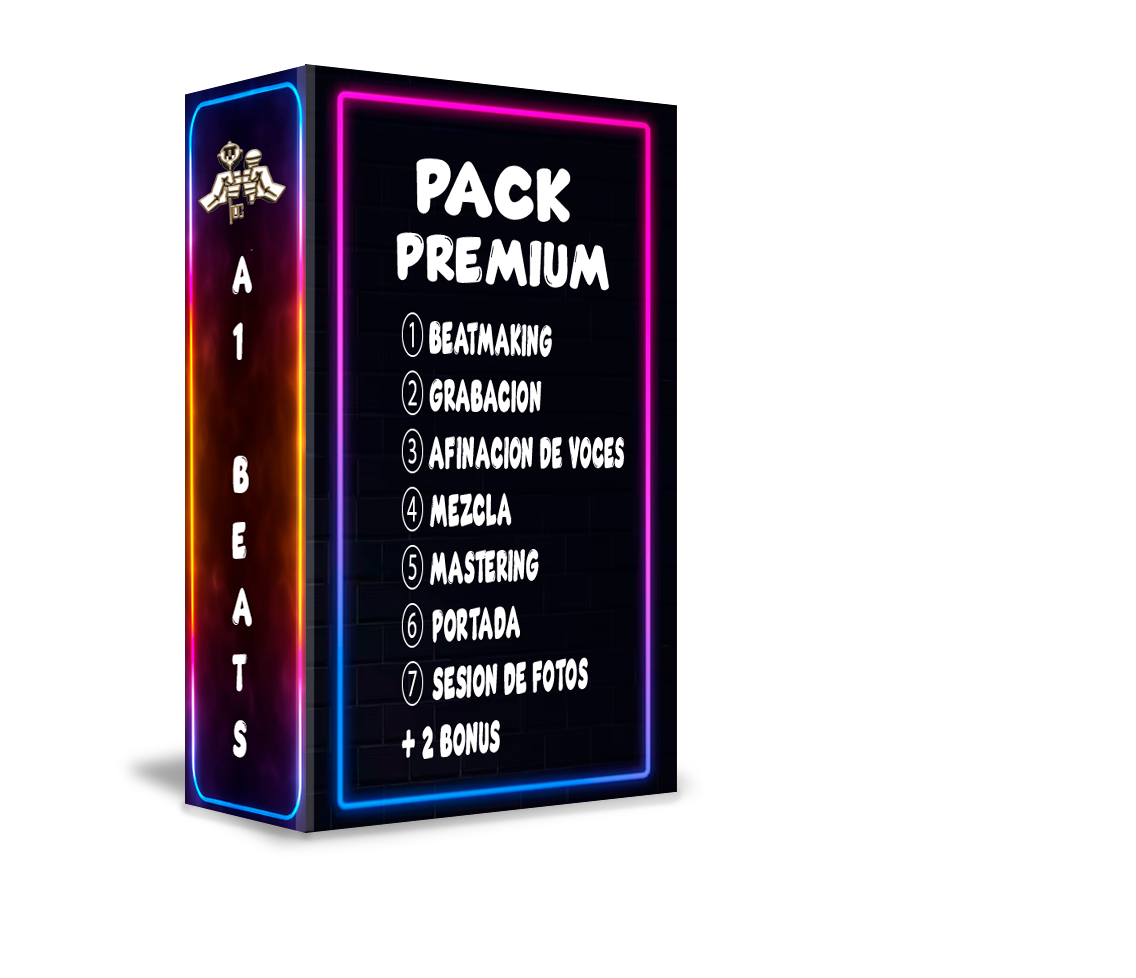 A
1
B
E
A
T
S
PACK
PREMIUM
① BEATMAKING
② GRABACION
③ AFINACION DE VOCES
④ MEZCLA
⑤ MASTERING
⑥ PORTADA
⑦ SESION DE FOTOS
+ 2 BONUS